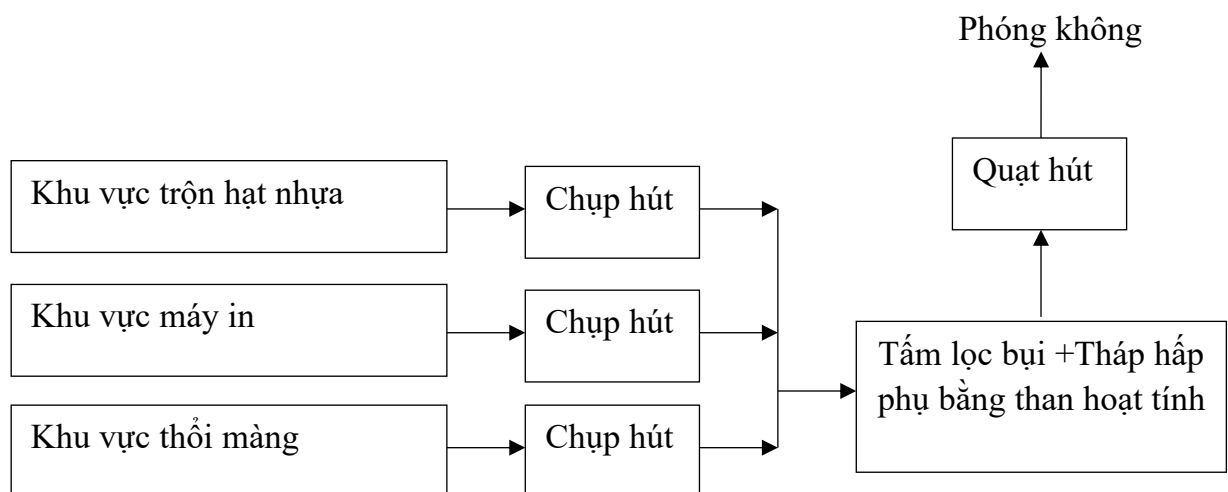 Phóng không
Quạt hút
Khu vực trộn hạt nhựa
Chụp hút
Khu vực máy in
Chụp hút
Tấm lọc bụi +Tháp hấp
phụ bằng than hoạt tính
Khu vực thổi màng
Chụp hút